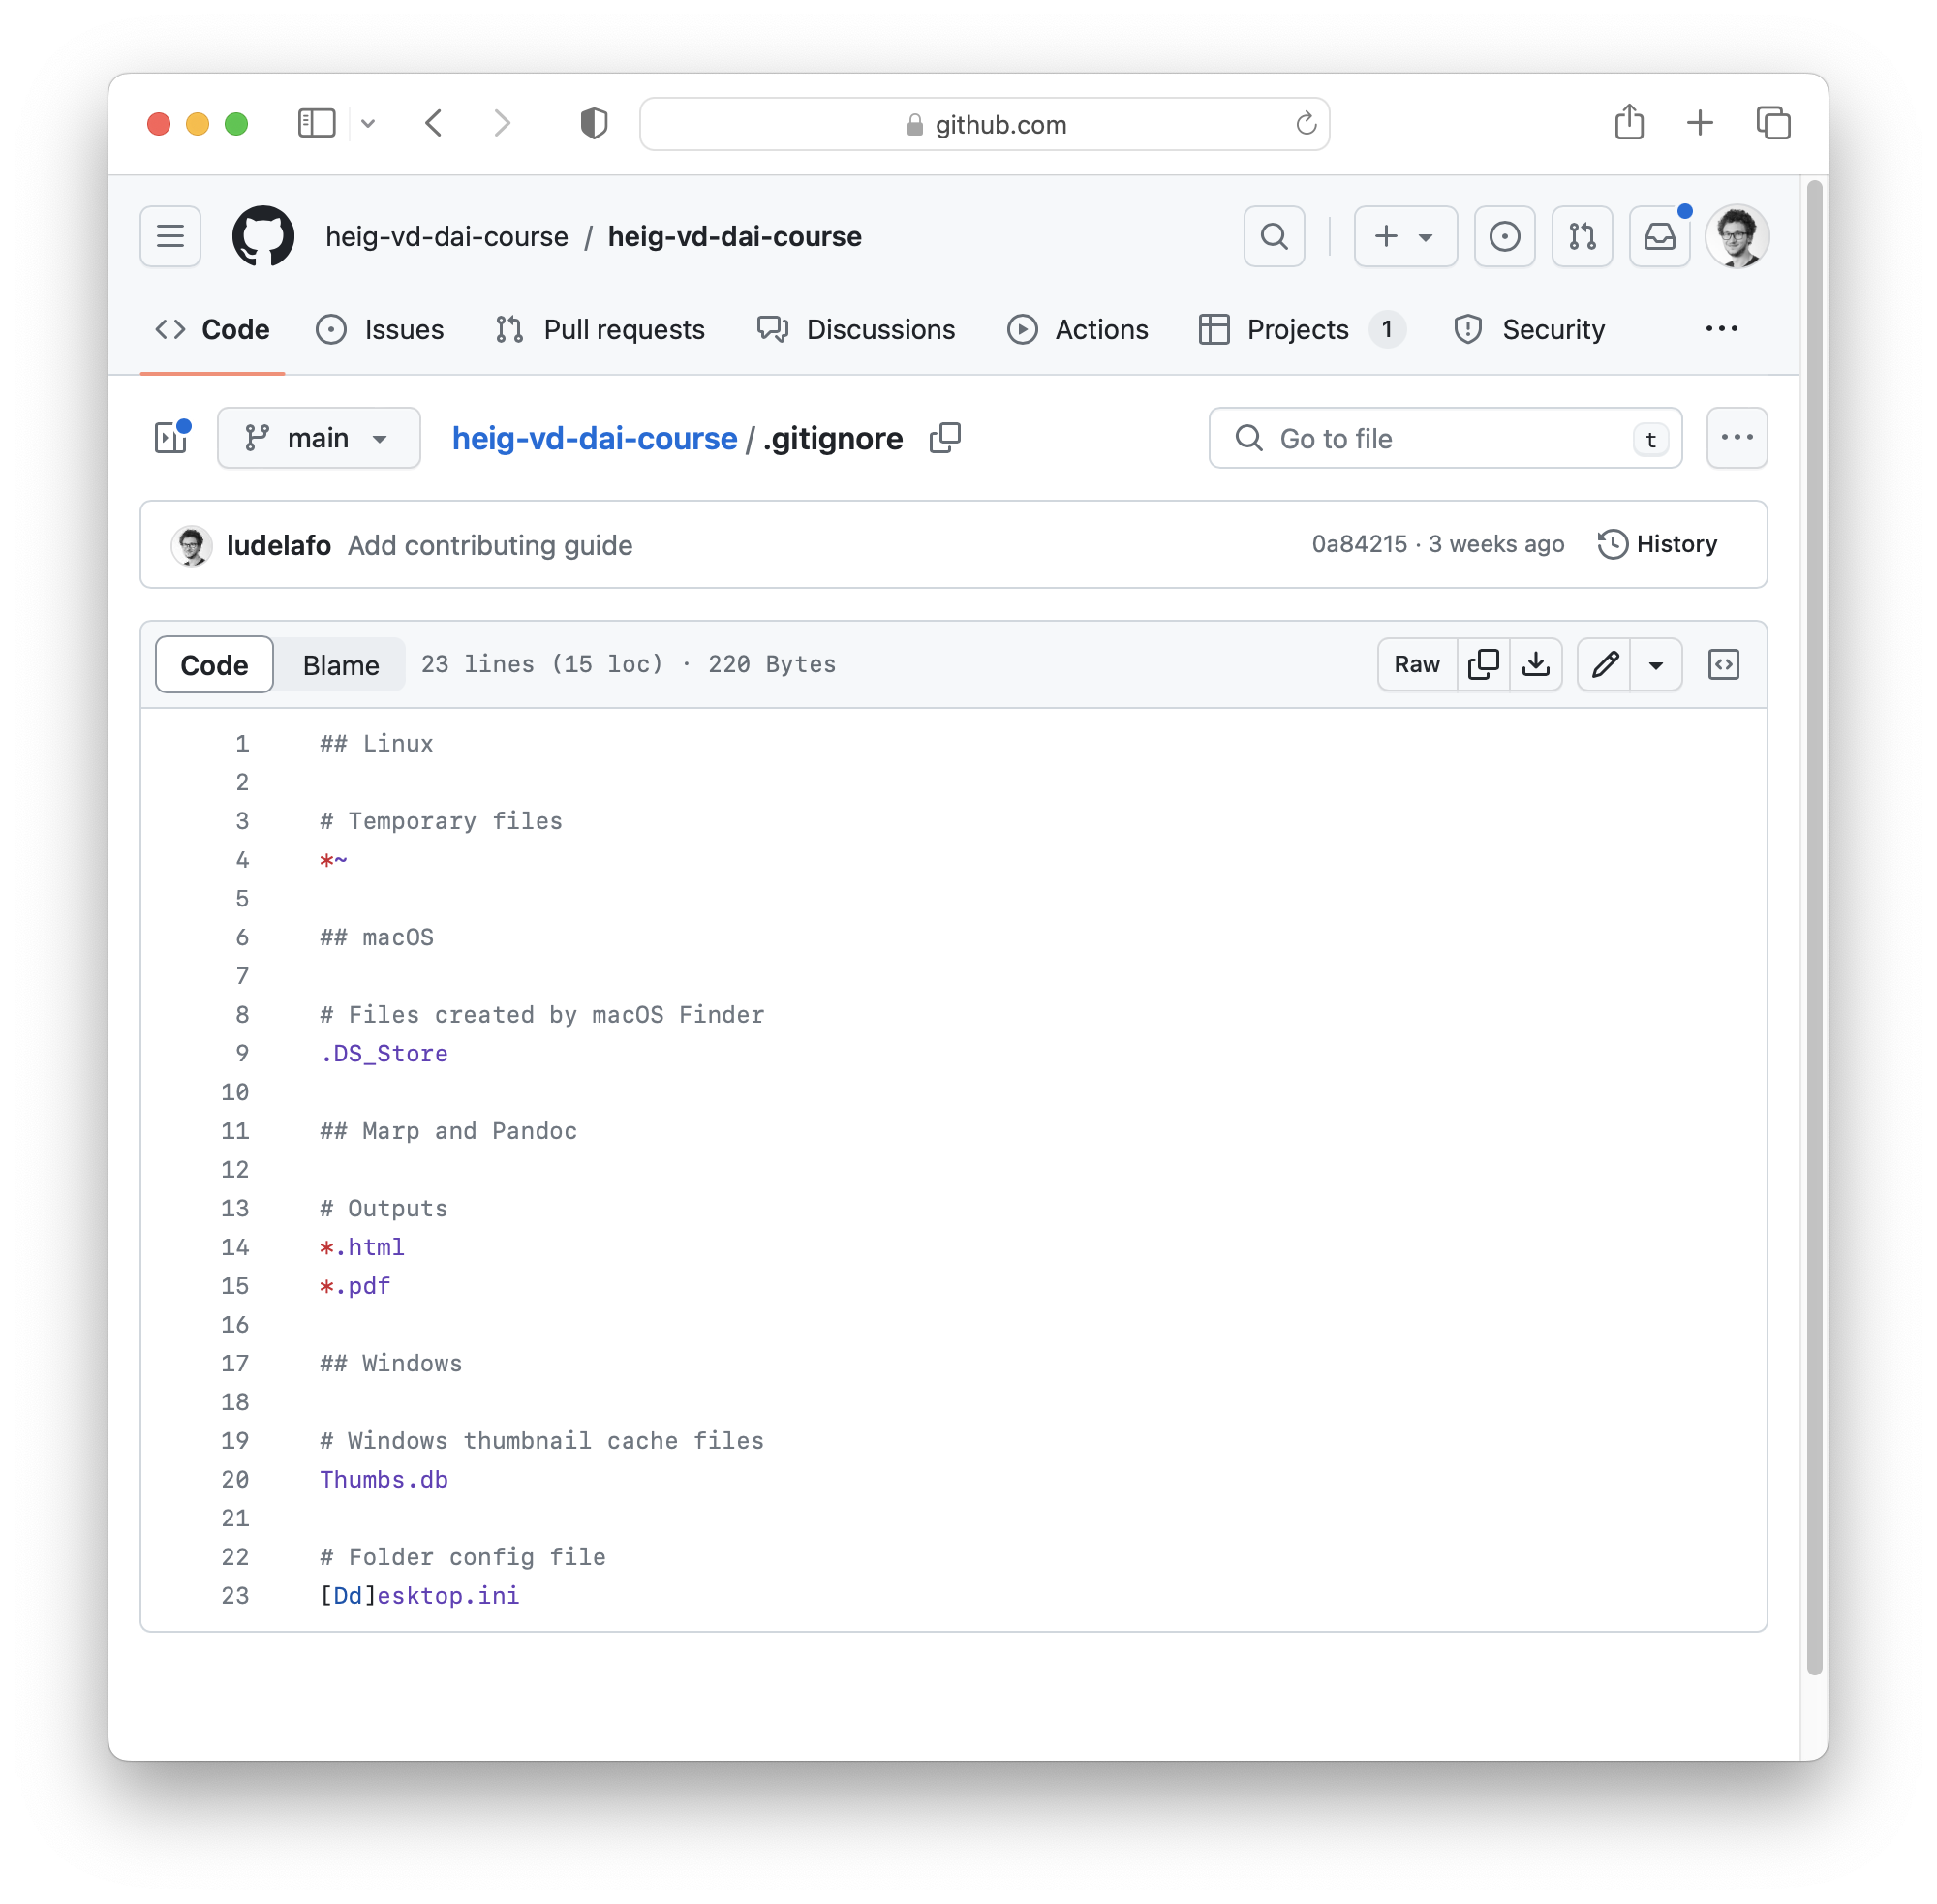 github.com
heig-vd-dai-course / heig-vd-dai-course
Code Issues Pull requests Discussions Actions Projects 1 Security
main heig-vd-dai-course / .gitignore Go to file t
ludelafo Add contributing guide 0a84215 · 3 weeks ago History
Code Blame 23 lines (15 loc) · 220 Bytes Raw
1 ## Linux
2
3 # Temporary files
4 *~
5
6 ## macOS
7
8 # Files created by macOS Finder
9 .DS_Store
10
11 ## Marp and Pandoc
12
13 # Outputs
14 *.html
15 *.pdf
16
17 ## Windows
18
19 # Windows thumbnail cache files
20 Thumbs.db
21
22 # Folder config file
23 [Dd]esktop.ini